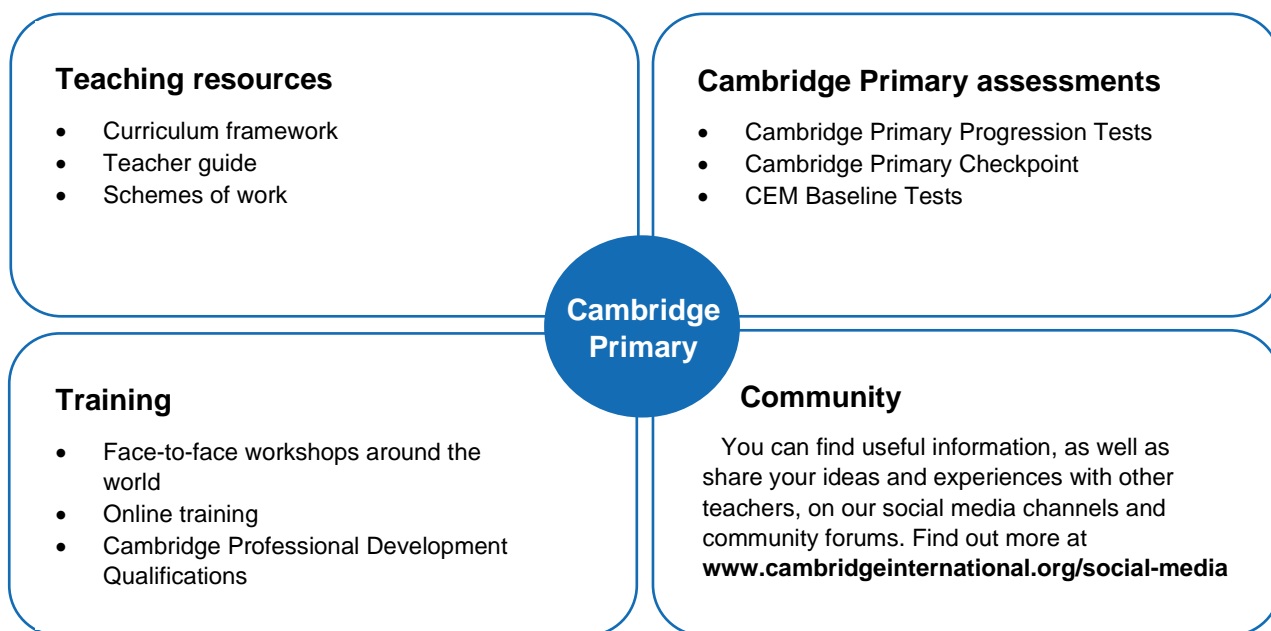 Teaching resources
• Curriculum framework
• Teacher guide
• Schemes of work
Cambridge Primary assessments
• Cambridge Primary Progression Tests
• Cambridge Primary Checkpoint
• CEM Baseline Tests
Cambridge
Primary
Training
• Face-to-face workshops around the
world
• Online training
• Cambridge Professional Development
Qualifications
Community
You can find useful information, as well as
share your ideas and experiences with other
teachers, on our social media channels and
community forums. Find out more at
www.cambridgeinternational.org/social-media